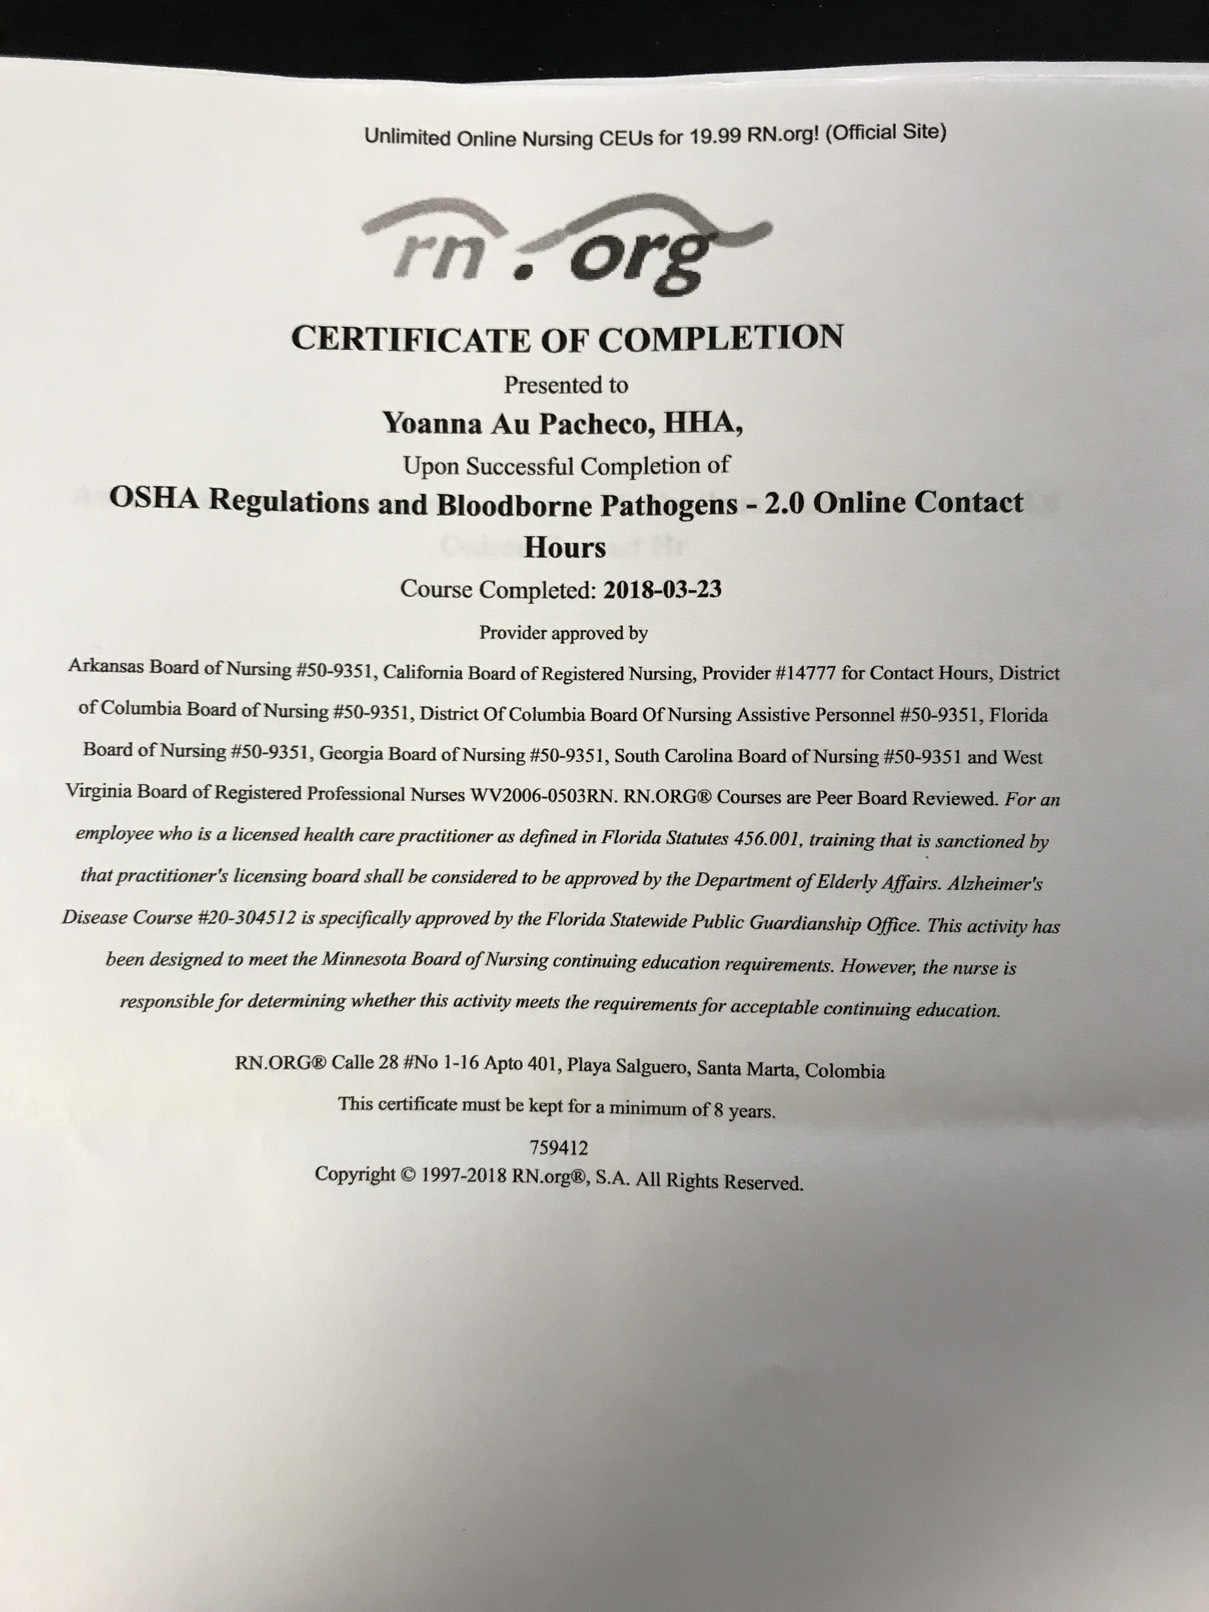 Unlimited Online Nursing CEUs for 19.99 RN.org! (Official Site)
rn.org
CERTIFICATE OF COMPLETION
Presented to
Yoanna Au Pacheco, HHA,
Upon Successful Completion of
OSHA Regulations and Bloodborne Pathogens - 2.0 Online Contact
Hours
Course Completed: 2018-03-23
Provider approved by
Arkansas Board of Nursing #50-9351, California Board of Registered Nursing, Provider #14777 for Contact Hours, District
of Columbia Board of Nursing #50-9351, District Of Columbia Board Of Nursing Assistive Personnel #50-9351, Florida
Board of Nursing #50-9351, Georgia Board of Nursing #50-9351, South Carolina Board of Nursing #50-9351 and West
Virginia Board of Registered Professional Nurses WV2006-0503RN. RN.ORG® Courses are Peer Board Reviewed. For an
employee who is a licensed health care practitioner as defined in Florida Statutes 456.001, training that is sanctioned by
that practitioner's licensing board shall be considered to be approved by the Department of Elderly Affairs. Alzheimer's
Disease Course #20-304512 is specifically approved by the Florida Statewide Public Guardianship Office. This activity has
been designed to meet the Minnesota Board of Nursing continuing education requirements. However, the nurse is
responsible for determining whether this activity meets the requirements for acceptable continuing education.
RN.ORG® Calle 28 #No 1-16 Apto 401, Playa Salguero, Santa Marta, Colombia
This certificate must be kept for a minimum of 8 years.
759412
Copyright © 1997-2018 RN.org®, S.A. All Rights Reserved.